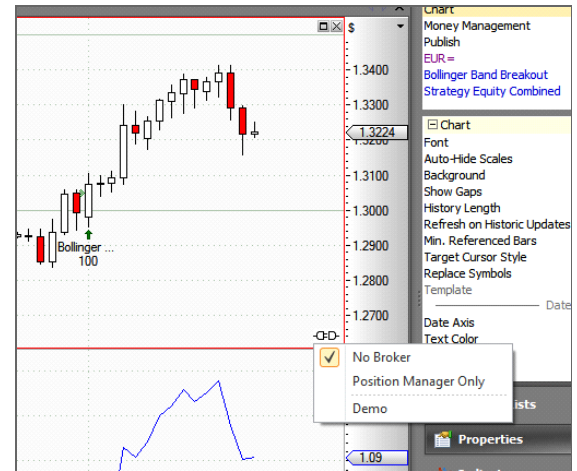 $
1.3400
1.3300
1.3224
1.3100
1.3000
1.2900
1.2800
1.2700
Bollinger ...
100
No Broker
Position Manager Only
Demo
1.09
Chart
Money Management
Publish
EUR=
Bollinger Band Breakout
Strategy Equity Combined
Chart
Font
Auto-Hide Scales
Background
Show Gaps
History Length
Refresh on Historic Updates
Min. Referenced Bars
Target Cursor Style
Replace Symbols
Template
Date
Date Axis
Text Color
ists
Properties